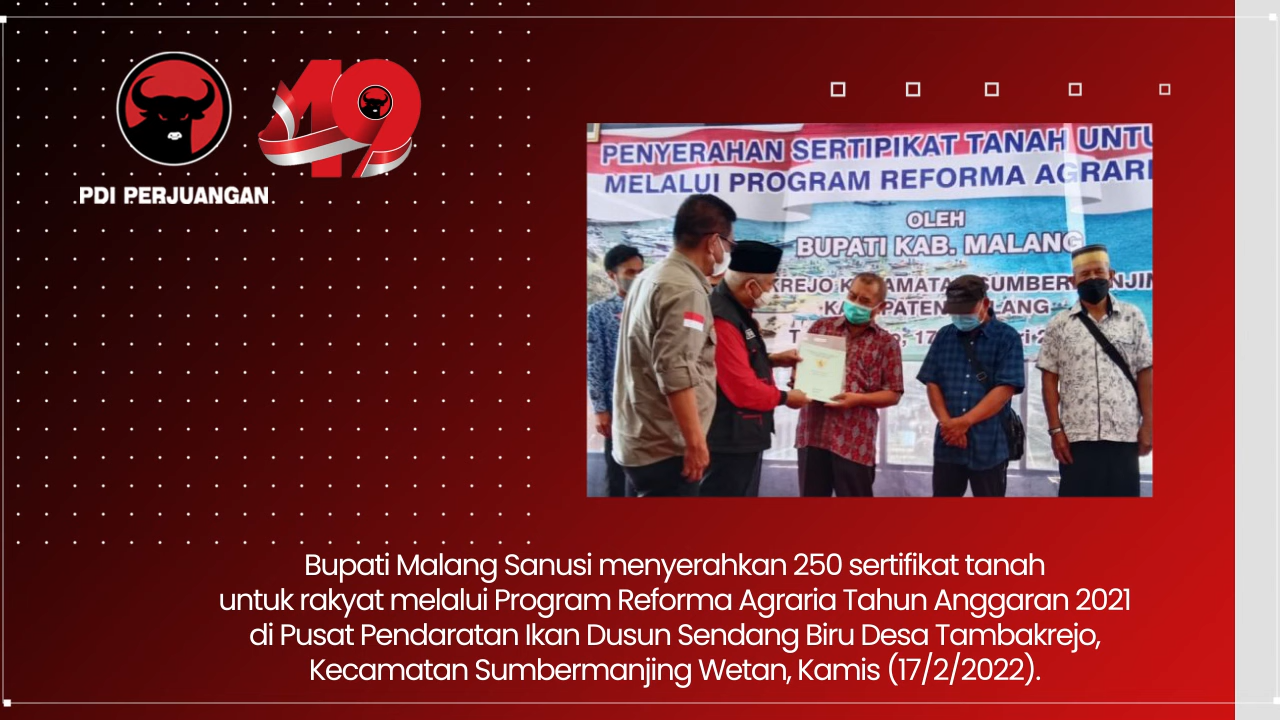 PDI PERJUANGAN
49
PENYERAHAN SERTIPIKAT TANAH
MELALUI PROGRAM REFORMA
OLEH
BUPATI KAB. MALANG
Bupati Malang Sanusi menyerahkan 250 sertifikat tanah
untuk rakyat melalui Program Reforma Agraria Tahun Anggaran 2021
di Pusat Pendaratan Ikan Dusun Sendang Biru Desa Tambakrejo,
Kecamatan Sumbermanjing Wetan, Kamis (17/2/2022).